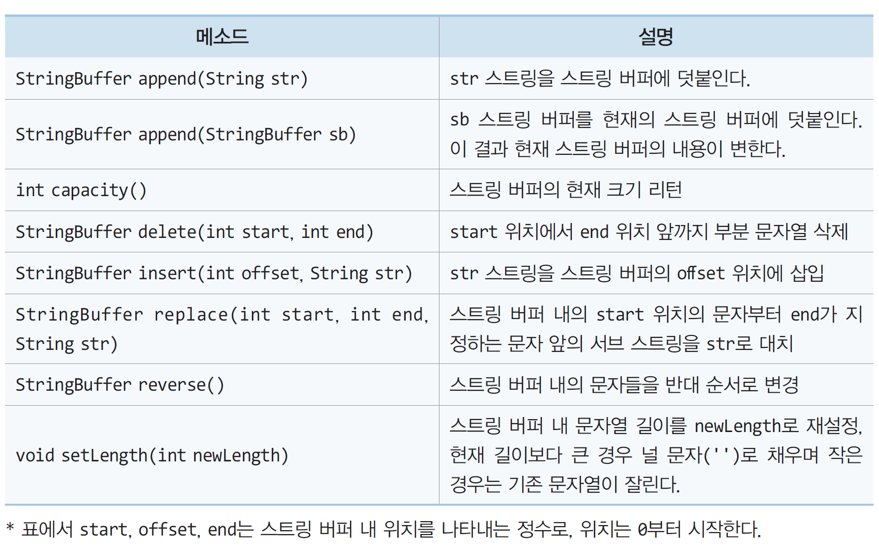 메소드 설명
StringBuffer append(String str) str 스트링을 스트링 버퍼에 덧붙인다.
StringBuffer append(StringBuffer sb) sb 스트링 버퍼를 현재의 스트링 버퍼에 덧붙인다.
이 결과 현재 스트링 버퍼의 내용이 변한다.
int capacity() 스트링 버퍼의 현재 크기 리턴
StringBuffer delete(int start, int end) start 위치에서 end 위치 앞까지 부분 문자열 삭제
StringBuffer insert(int offset, String str) str 스트링을 스트링 버퍼의 offset 위치에 삽입
StringBuffer replace(int start, int end,
String str)
스트링 버퍼 내의 start 위치의 문자부터 end가 지
정하는 문자 앞의 서브 스트링을 str로 대치
StringBuffer reverse() 스트링 버퍼 내의 문자들을 반대 순서로 변경
void setLength(int newLength)
스트링 버퍼 내 문자열 길이를 newLength로 재설정,
현재 길이보다 큰 경우 널 문자('')로 채우며 작은
경우는 기존 문자열이 잘린다.
* 표에서 start, offset, end는 스트링 버퍼 내 위치를 나타내는 정수로, 위치는 0부터 시작한다.